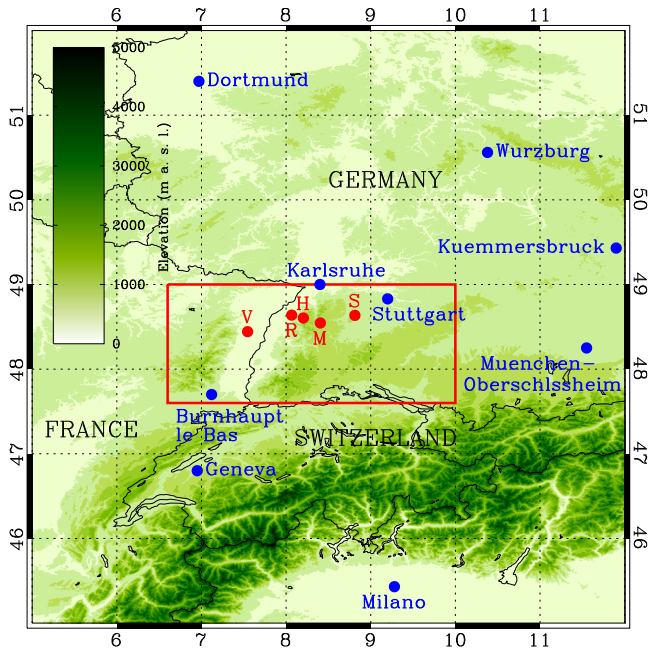 6 7 8 9 10 11
5000
4000
3000
2000
1000
0
Elevation (m a. s. l.)
Dortmund
51
51
Wurzburg
GERMANY
50
50
Kuemmersbruck
Karlsruhe
49
49
V
R
H
M
S
Stuttgart
48
48
Muenchen-
Oberschlssheim
Burnhaupt
le Bas
FRANCE
SWITZERLAND
47
47
Geneva
46
46
Milano
6 7 8 9 10 11